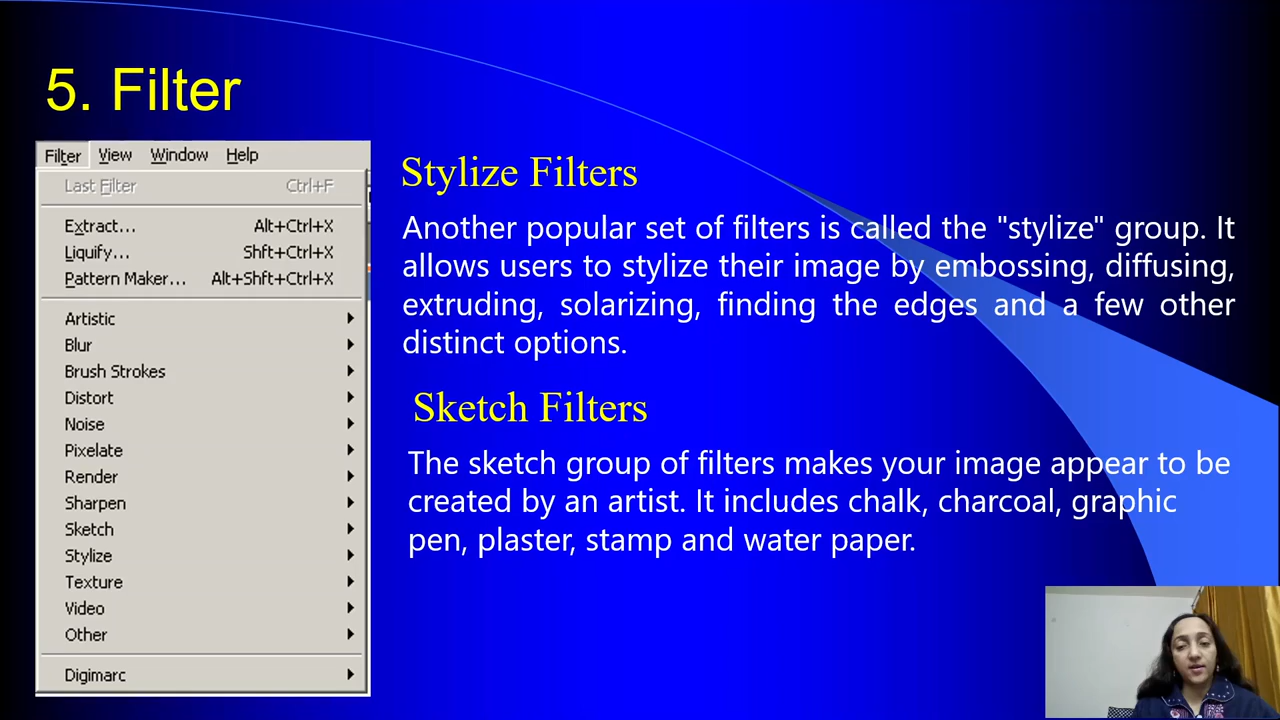 5. Filter
Filter View Window Help
Last Filter Ctrl+F
Extract... Alt+Ctrl+X
Liquify... Shft+Ctrl+X
Pattern Maker... Alt+Shft+Ctrl+X
Artistic
Blur
Brush Strokes
Distort
Noise
Pixelate
Render
Sharpen
Sketch
Stylize
Texture
Video
Other
Digimarc
Stylize Filters
Another popular set of filters is called the "stylize" group. It
allows users to stylize their image by embossing, diffusing,
extruding, solarizing, finding the edges and a few other
distinct options.
Sketch Filters
The sketch group of filters makes your image appear to be
created by an artist. It includes chalk, charcoal, graphic
pen, plaster, stamp and water paper.